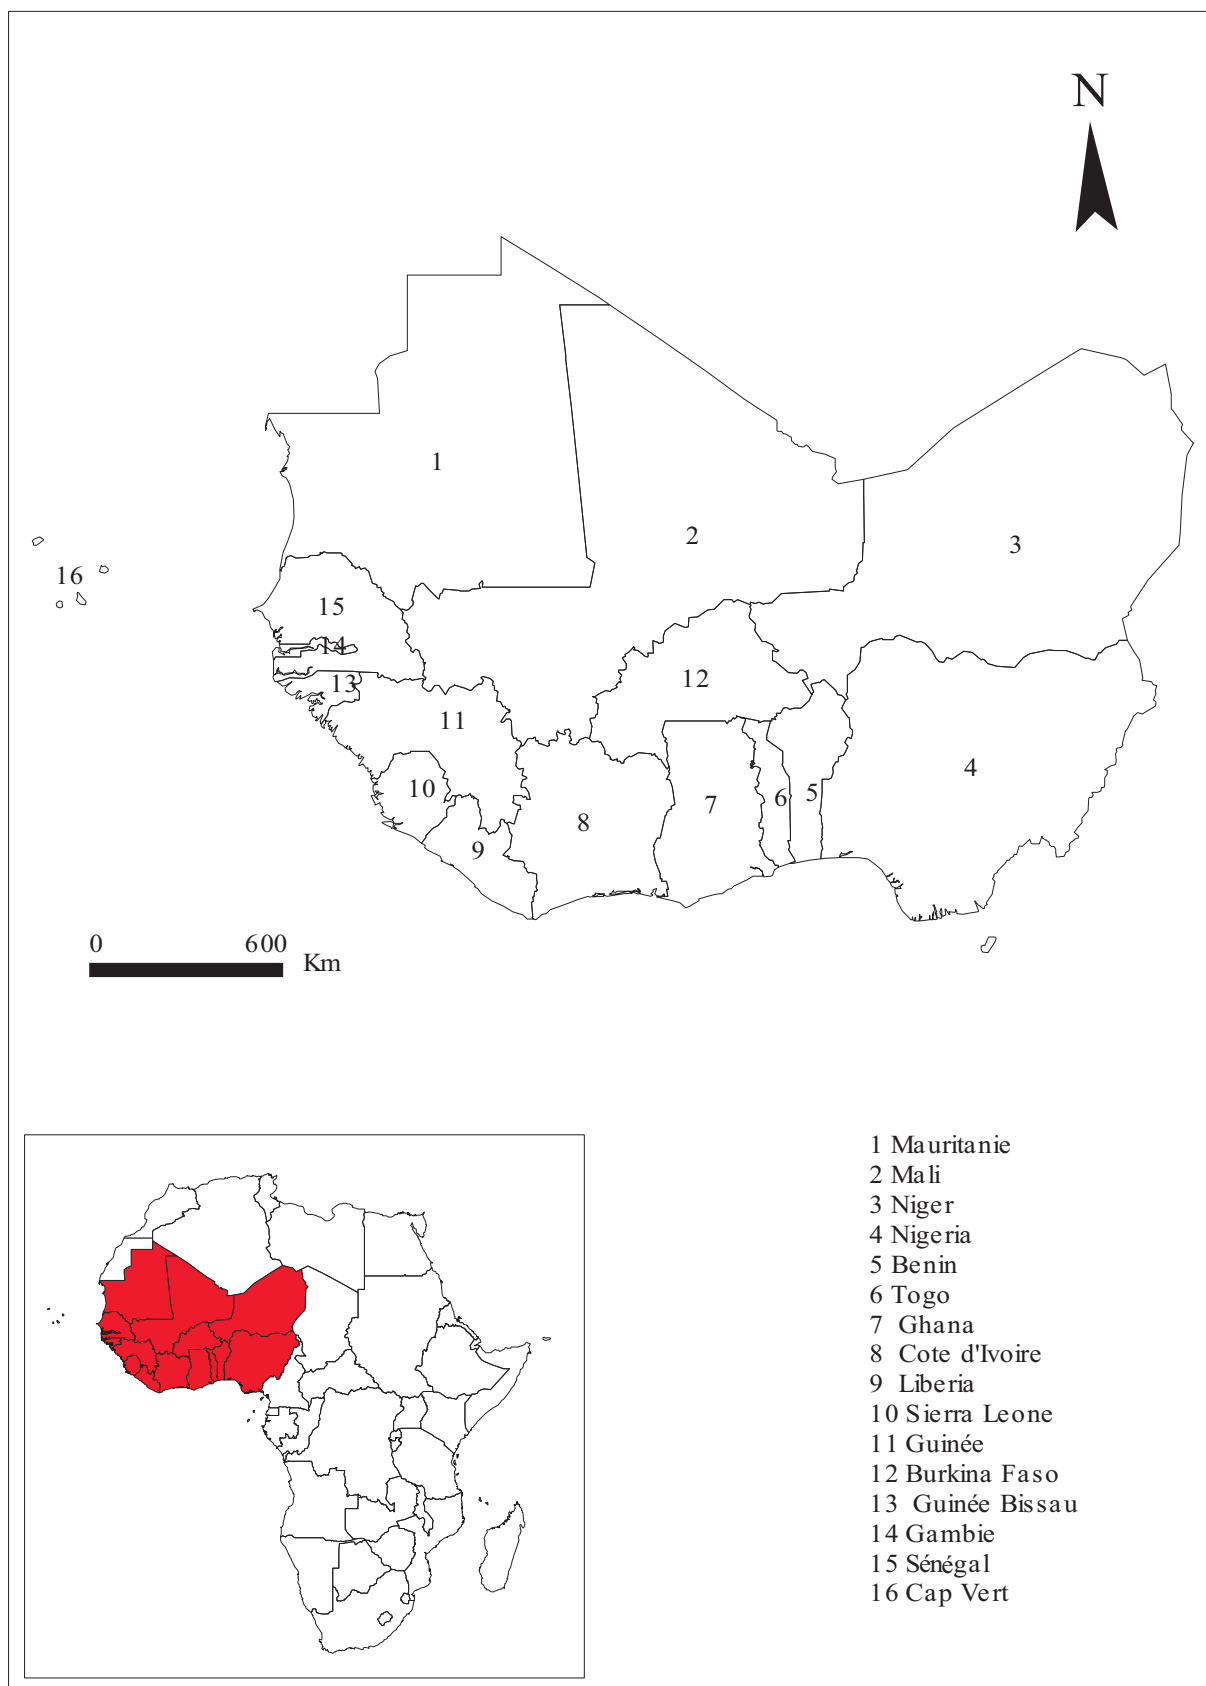 N
1
2
3
16
15
14
13
12
11
4
10
5
6
7
8
9
0 600
Km
1 Mauritanie
2 Mali
3 Niger
4 Nigeria
5 Benin
6 Togo
7 Ghana
8 Cote d'Ivoire
9 Liberia
10 Sierra Leone
11 Guinée
12 Burkina Faso
13 Guinée Bissau
14 Gambie
15 Sénégal
16 Cap Vert